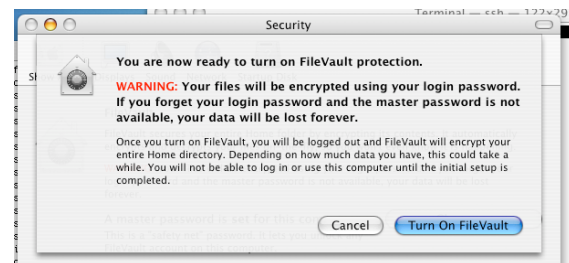 Terminal — ssh — 122x29
Security
You are now ready to turn on FileVault protection.
WARNING: Your files will be encrypted using your login password.
If you forget your login password and the master password is not
available, your data will be lost forever.
Once you turn on FileVault, you will be logged out and FileVault will encrypt your
entire Home directory. Depending on how much data you have, this could take a
while. You will not be able to log in or use this computer until the initial setup is
completed.
A master password is set for this
Cancel
Turn On FileVault